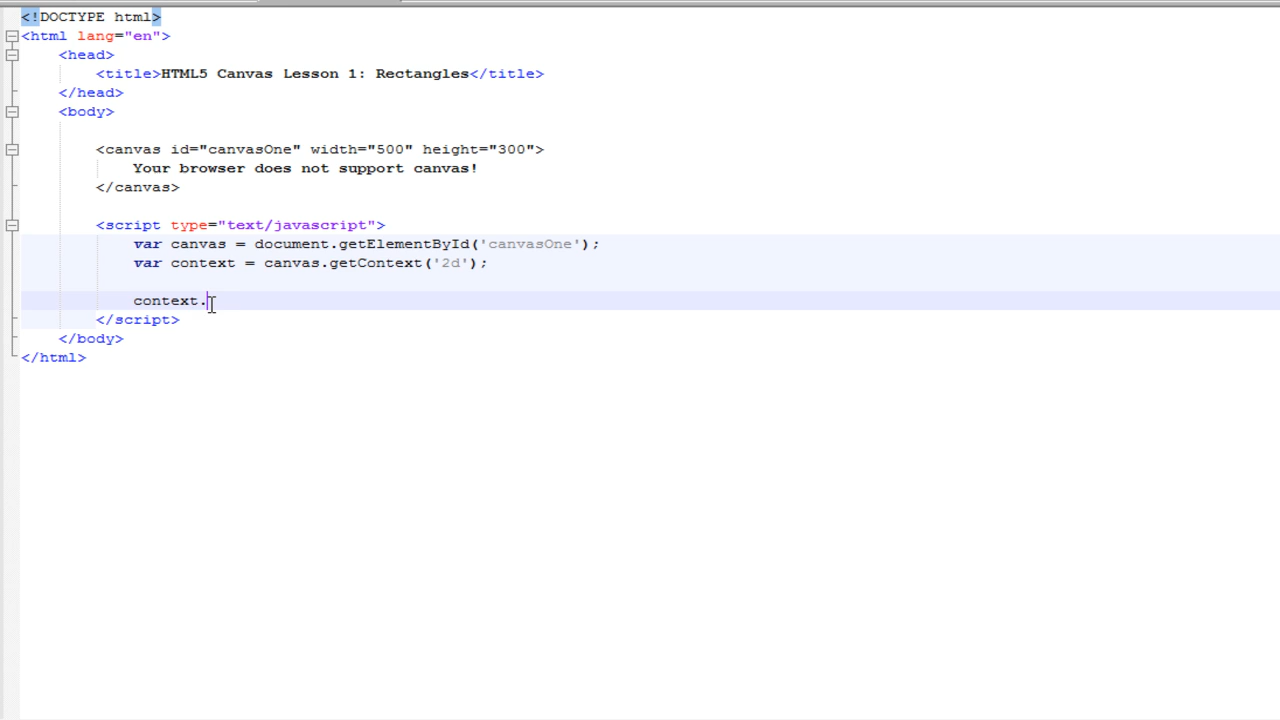 <!DOCTYPE html>
<html lang="en">
<head>
<title>HTML5 Canvas Lesson 1: Rectangles</title>
</head>
<body>
<canvas id="canvasOne" width="500" height="300">
Your browser does not support canvas!
</canvas>
<script type="text/javascript">
var canvas = document.getElementById('canvasOne');
var context = canvas.getContext('2d');
context.
</script>
</body>
</html>